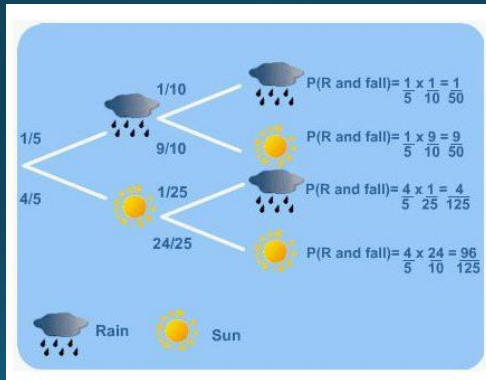 1/5
4/5
1/10
9/10
1/25
24/25
P(R and fall)= 1/5 x 1/10 = 1/50
P(R and fall)= 1/5 x 9/10 = 9/50
P(R and fall)= 4/5 x 1/25 = 4/125
P(R and fall)= 4/5 x 24/10 = 96/125
Rain
Sun